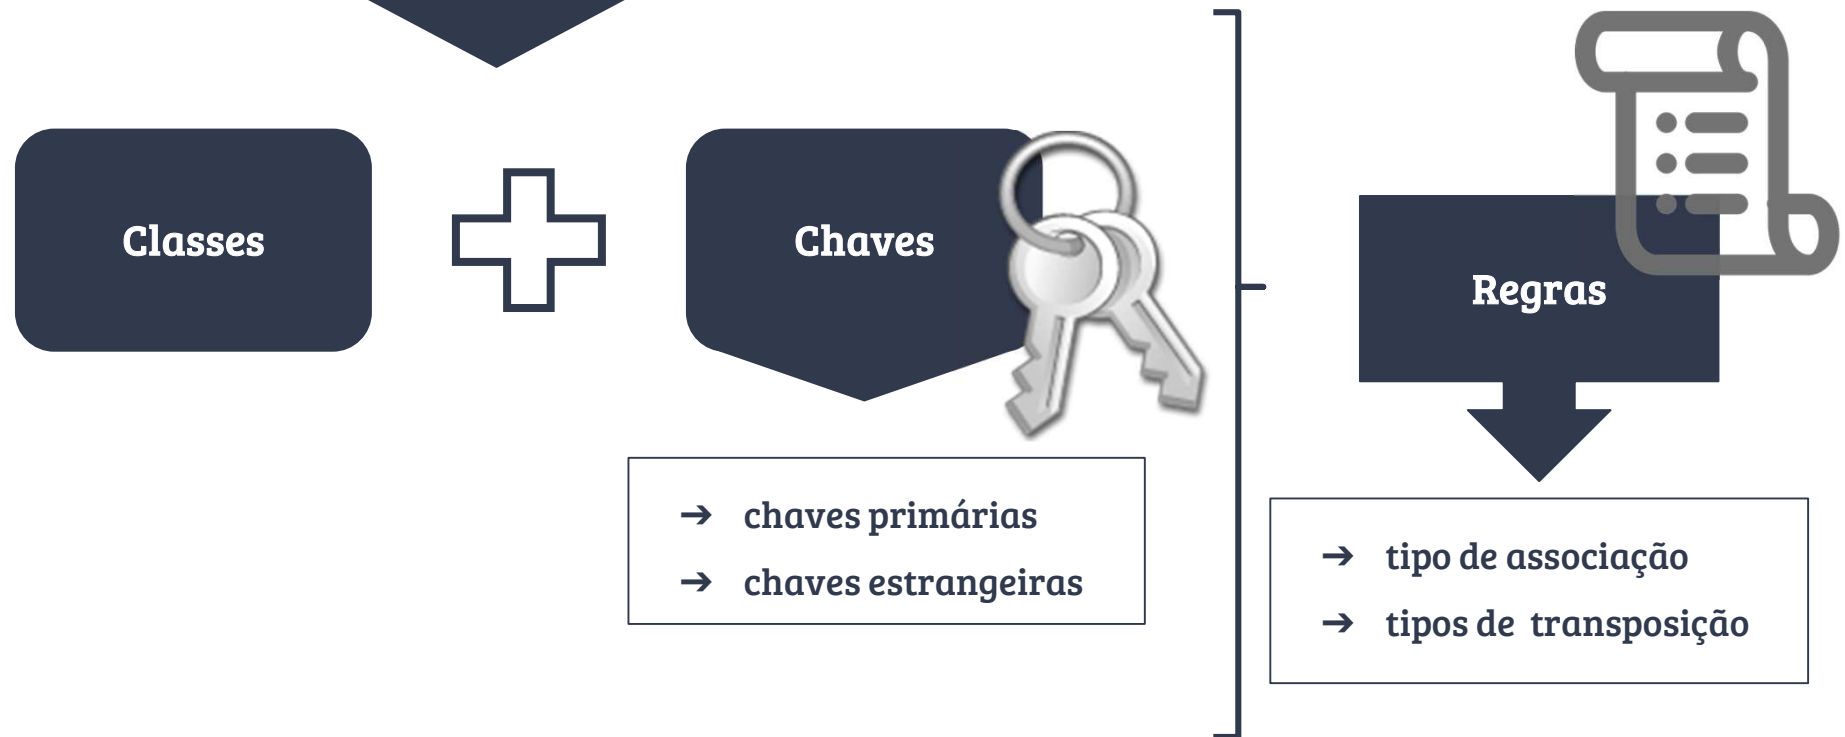 Classes
Chaves
➔ chaves primárias
➔ chaves estrangeiras
Regras
➔ tipo de associação
➔ tipos de  transposição